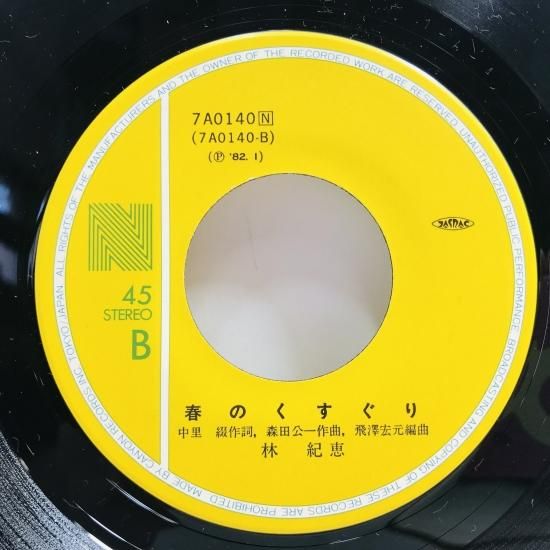 ALL RIGHTS OF THE MANUFACTURERS AND THE OWNER OF THE RECORDED WORK ARE RESERVED. UNAUTHORIZED PUBLIC PERFORMANCE, BROADCASTING AND COPYING OF THESE RECORDS ARE PROHIBITED. MADE BY CANYON RECORDS INC. TOKYO/JAPAN.
7A0140 N
(7A0140-B)
(Ⓟ '82. 1)
JASRAC
N
45
STEREO
B
春のくすぐり
中里 綴作詞, 森田公一作曲, 飛澤宏元編曲
林 紀恵